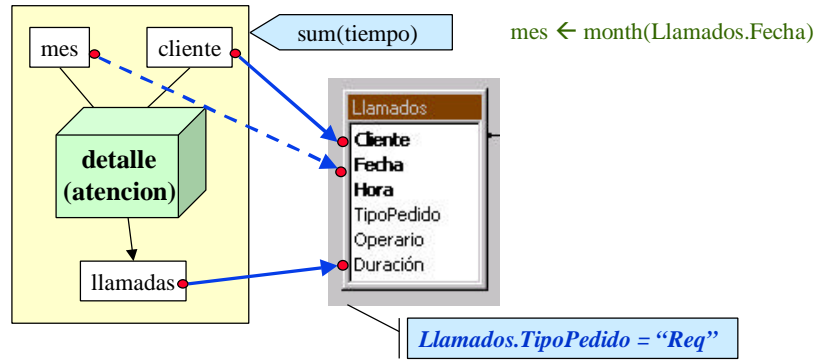 mes
cliente
sum(tiempo)
mes ← month(Llamados.Fecha)
detalle
(atencion)
llamadas
Llamados
Cliente
Fecha
Hora
TipoPedido
Operario
Duración
Llamados.TipoPedido = “Req”